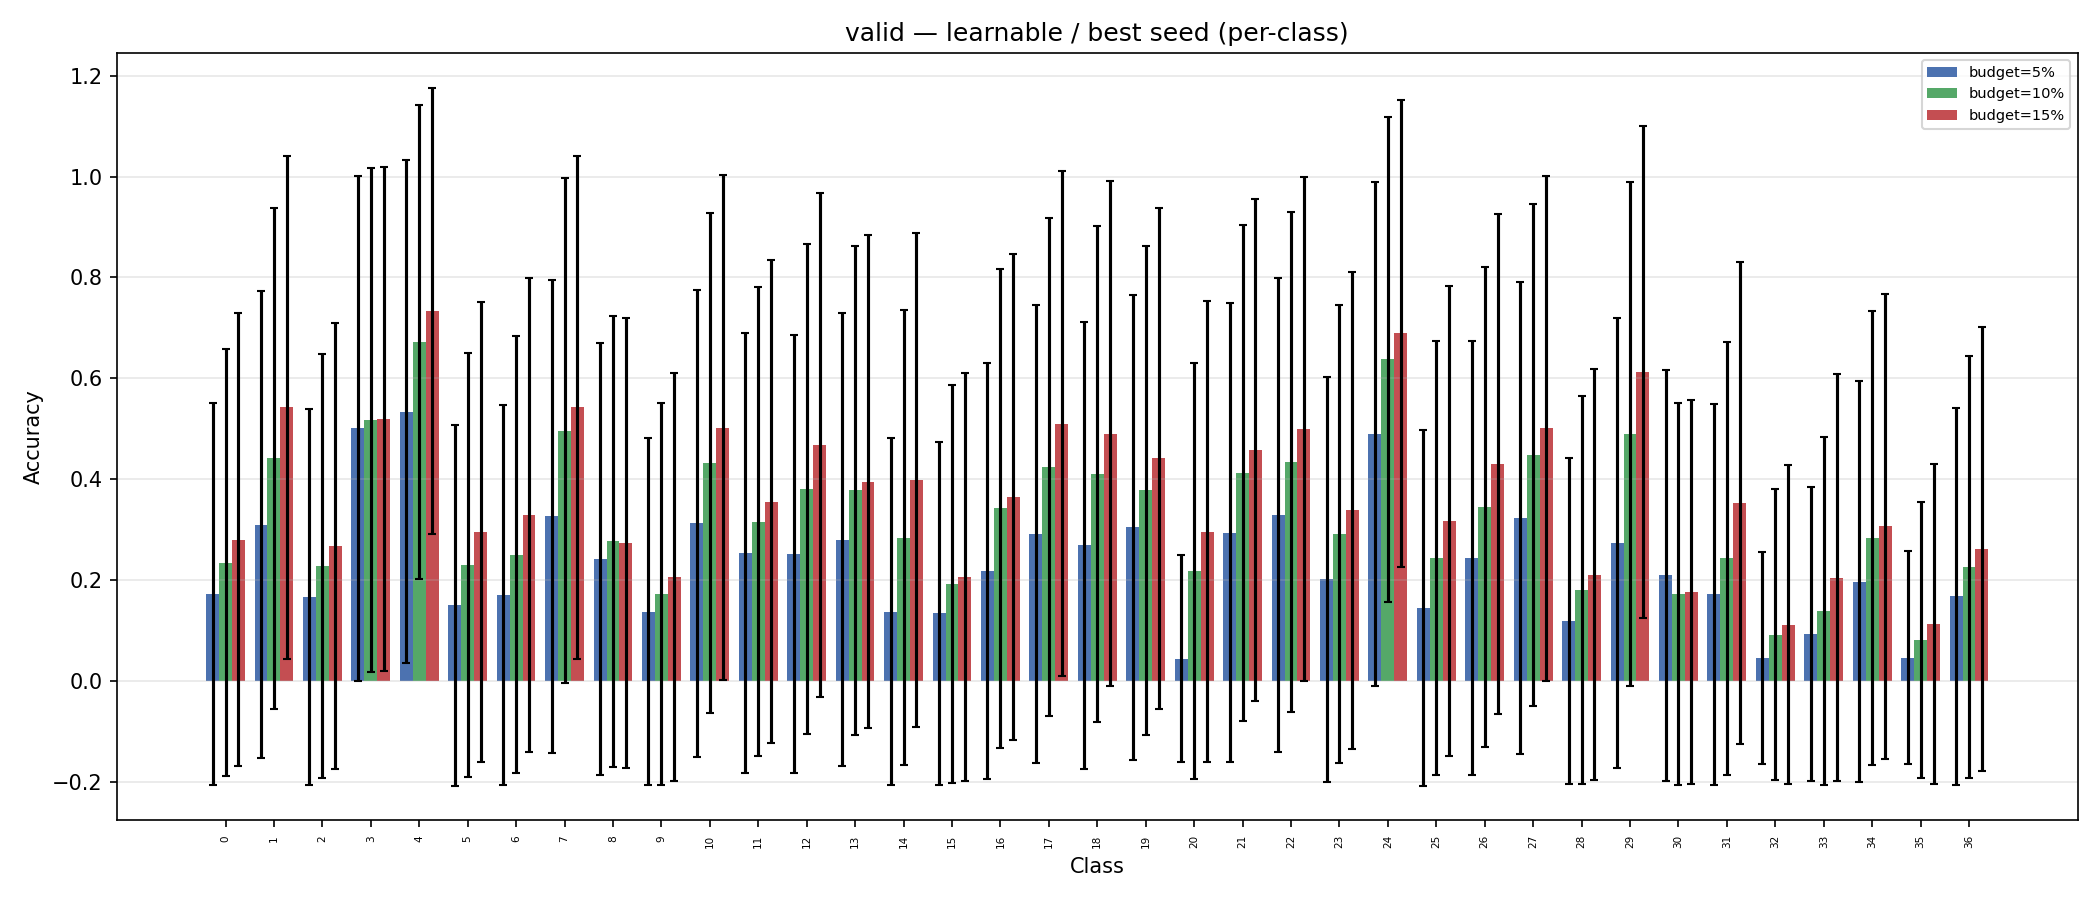 valid — learnable / best seed (per-class)
budget=5%
budget=10%
budget=15%
Accuracy
1.2
1.0
0.8
0.6
0.4
0.2
0.0
−0.2
0 1 2 3 4 5 6 7 8 9 10 11 12 13 14 15 16 17 18 19 20 21 22 23 24 25 26 27 28 29 30 31 32 33 34 35 36
Class